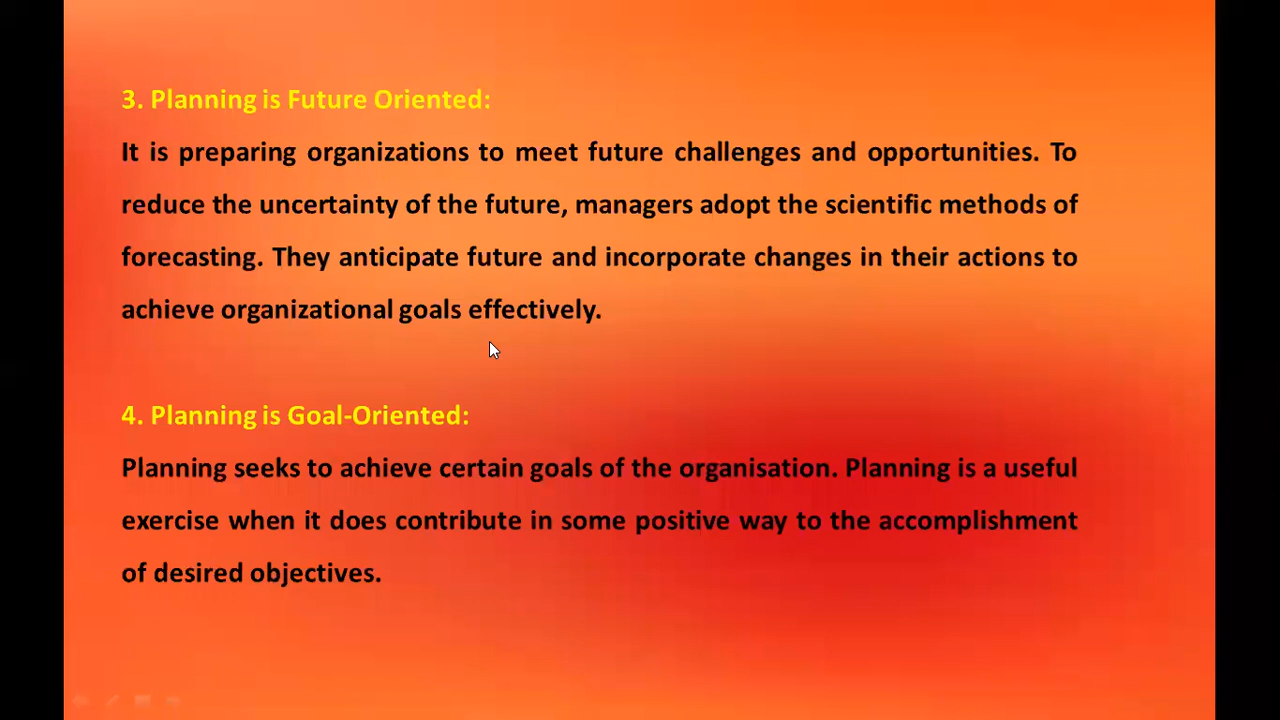 3. Planning is Future Oriented:
It is preparing organizations to meet future challenges and opportunities. To
reduce the uncertainty of the future, managers adopt the scientific methods of
forecasting. They anticipate future and incorporate changes in their actions to
achieve organizational goals effectively.
4. Planning is Goal-Oriented:
Planning seeks to achieve certain goals of the organisation. Planning is a useful
exercise when it does contribute in some positive way to the accomplishment
of desired objectives.